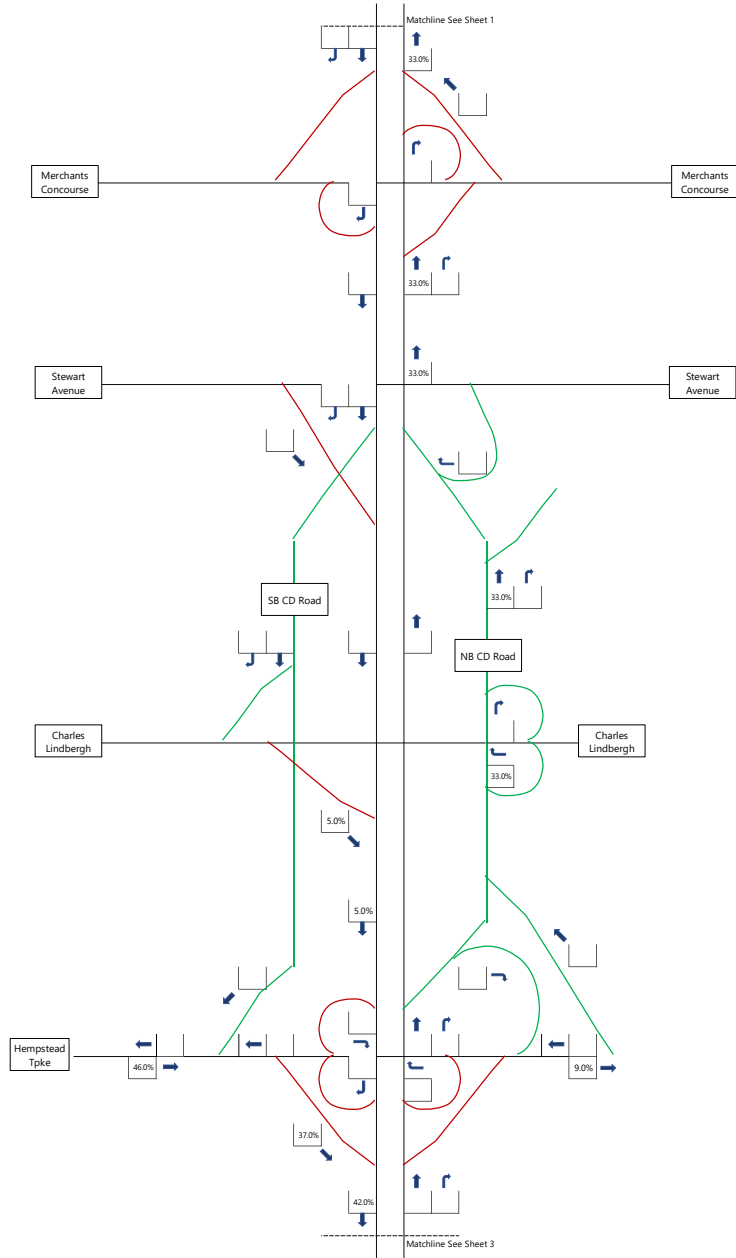 Matchline See Sheet 1
33.0%
Merchants
Concourse
Merchants
Concourse
33.0%
33.0%
Stewart
Avenue
Stewart
Avenue
33.0%
SB CD Road
NB CD Road
Charles
Lindbergh
Charles
Lindbergh
33.0%
5.0%
5.0%
Hempstead
Tpke
46.0%
9.0%
37.0%
42.0%
Matchline See Sheet 3